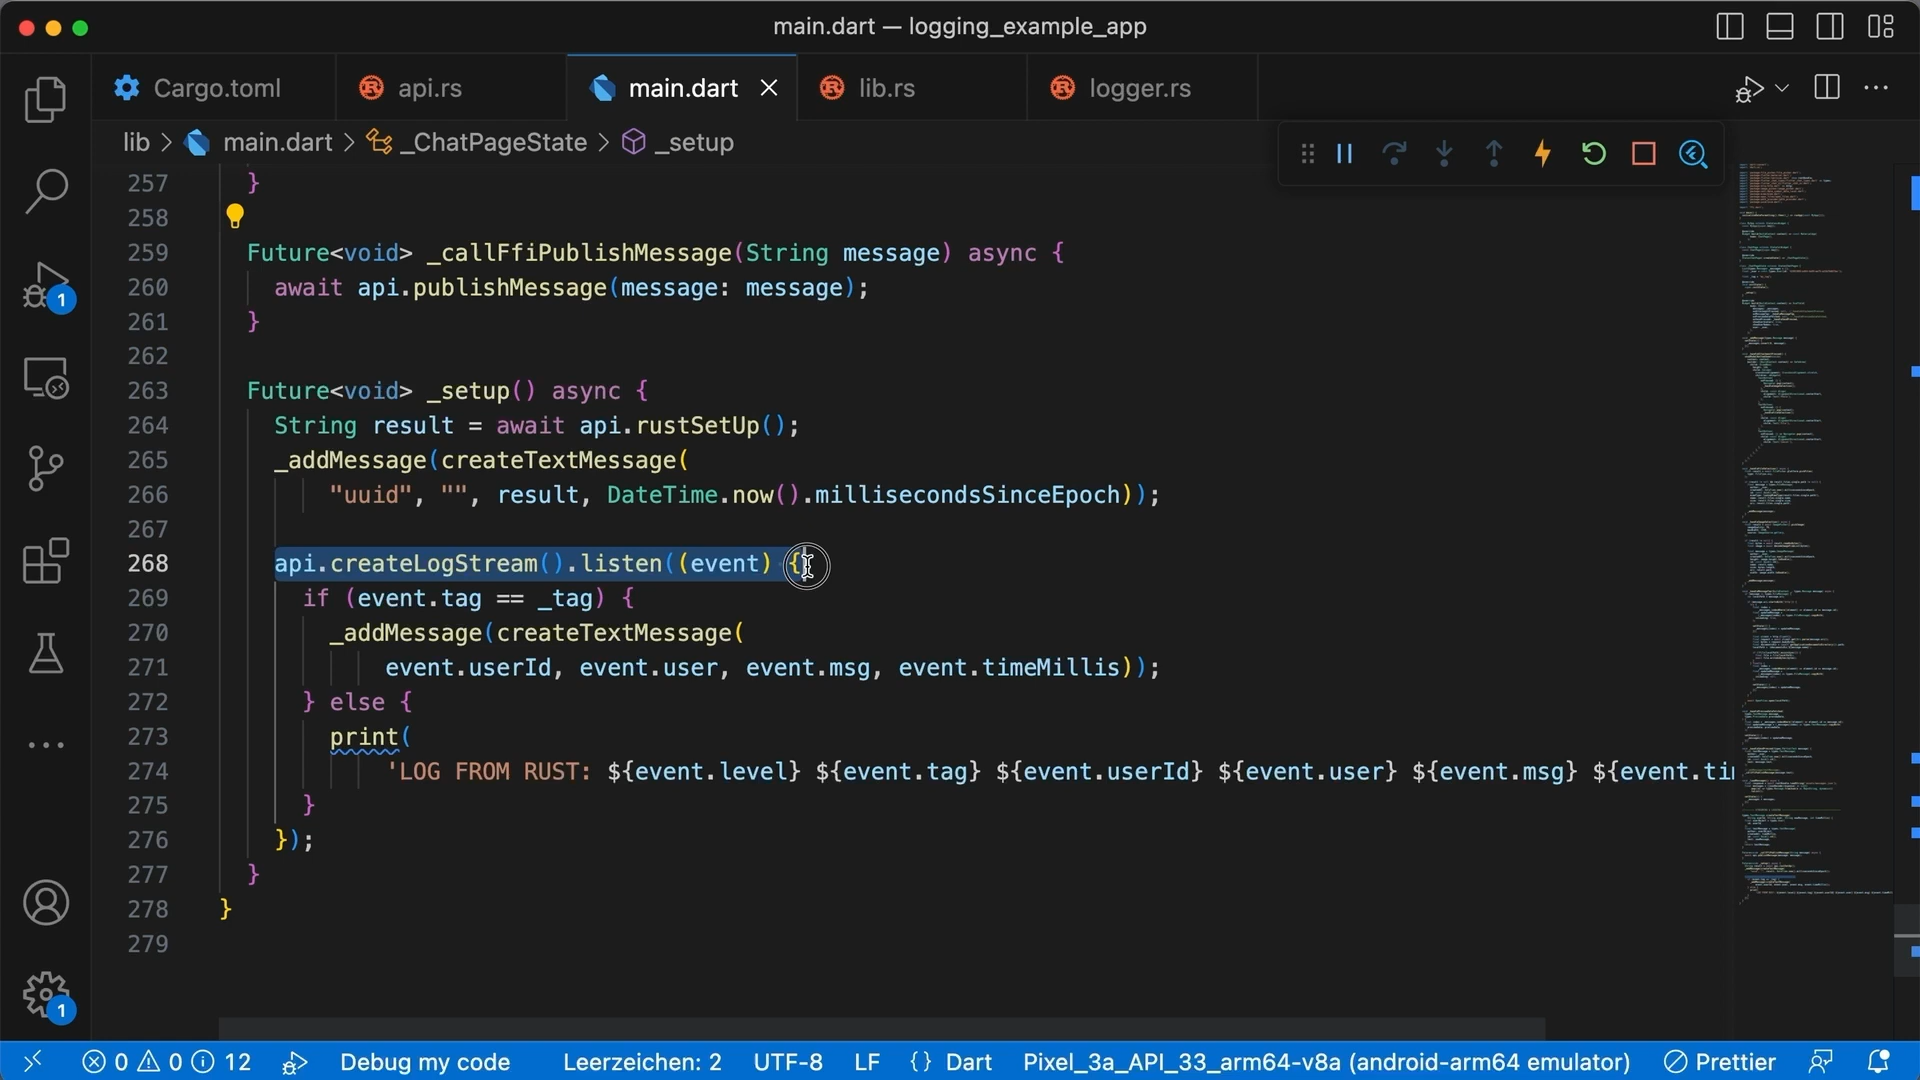 main.dart — logging_example_app
Cargo.toml
api.rs
main.dart
lib.rs
logger.rs
lib > main.dart > _ChatPageState > _setup
257 }
258
259 Future<void> _callFfiPublishMessage(String message) async {
260 await api.publishMessage(message: message);
261 }
262
263 Future<void> _setup() async {
264 String result = await api.rustSetUp();
265 _addMessage(createTextMessage(
266 "uuid", "", result, DateTime.now().millisecondsSinceEpoch));
267
268 api.createLogStream().listen((event) {
269 if (event.tag == _tag) {
270 _addMessage(createTextMessage(
271 event.userId, event.user, event.msg, event.timeMillis));
272 } else {
273 print(
274 'LOG FROM RUST: ${event.level} ${event.tag} ${event.userId} ${event.user} ${event.msg} ${event.ti
275 }
276 });
277 }
278 }
279
1
1
0 0 12 Debug my code Leerzeichen: 2 UTF-8 LF {} Dart Pixel_3a_API_33_arm64-v8a (android-arm64 emulator) Prettier